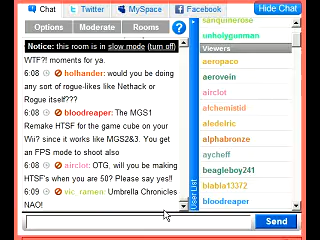 Chat Twitter MySpace Facebook Hide Chat
Options Moderate Rooms ?
Notice: this room is in slow mode (turn off)
WTF?! moments for ya.
6:08 holhander: would you be doing
any sort of rogue-likes like Nethack or
Rogue itself???
6:08 bloodreaper: The MGS1
Remake HTSF for the game cube on your
Wii? since it works like MGS2&3. You get
an FPS mode to shoot also
6:08 airclot: OTG, will you be making
HTSF's when you are 50? Please say yes!!
6:09 vic_ramen: Umbrella Chronicles
NAO!
User List
sanquinerose
unholygunman
Viewers
aeropaco
aerovein
airclot
alchemistid
aledelric
alphabronze
aycheff
beagleboy241
blabla13372
bloodreaper
Send